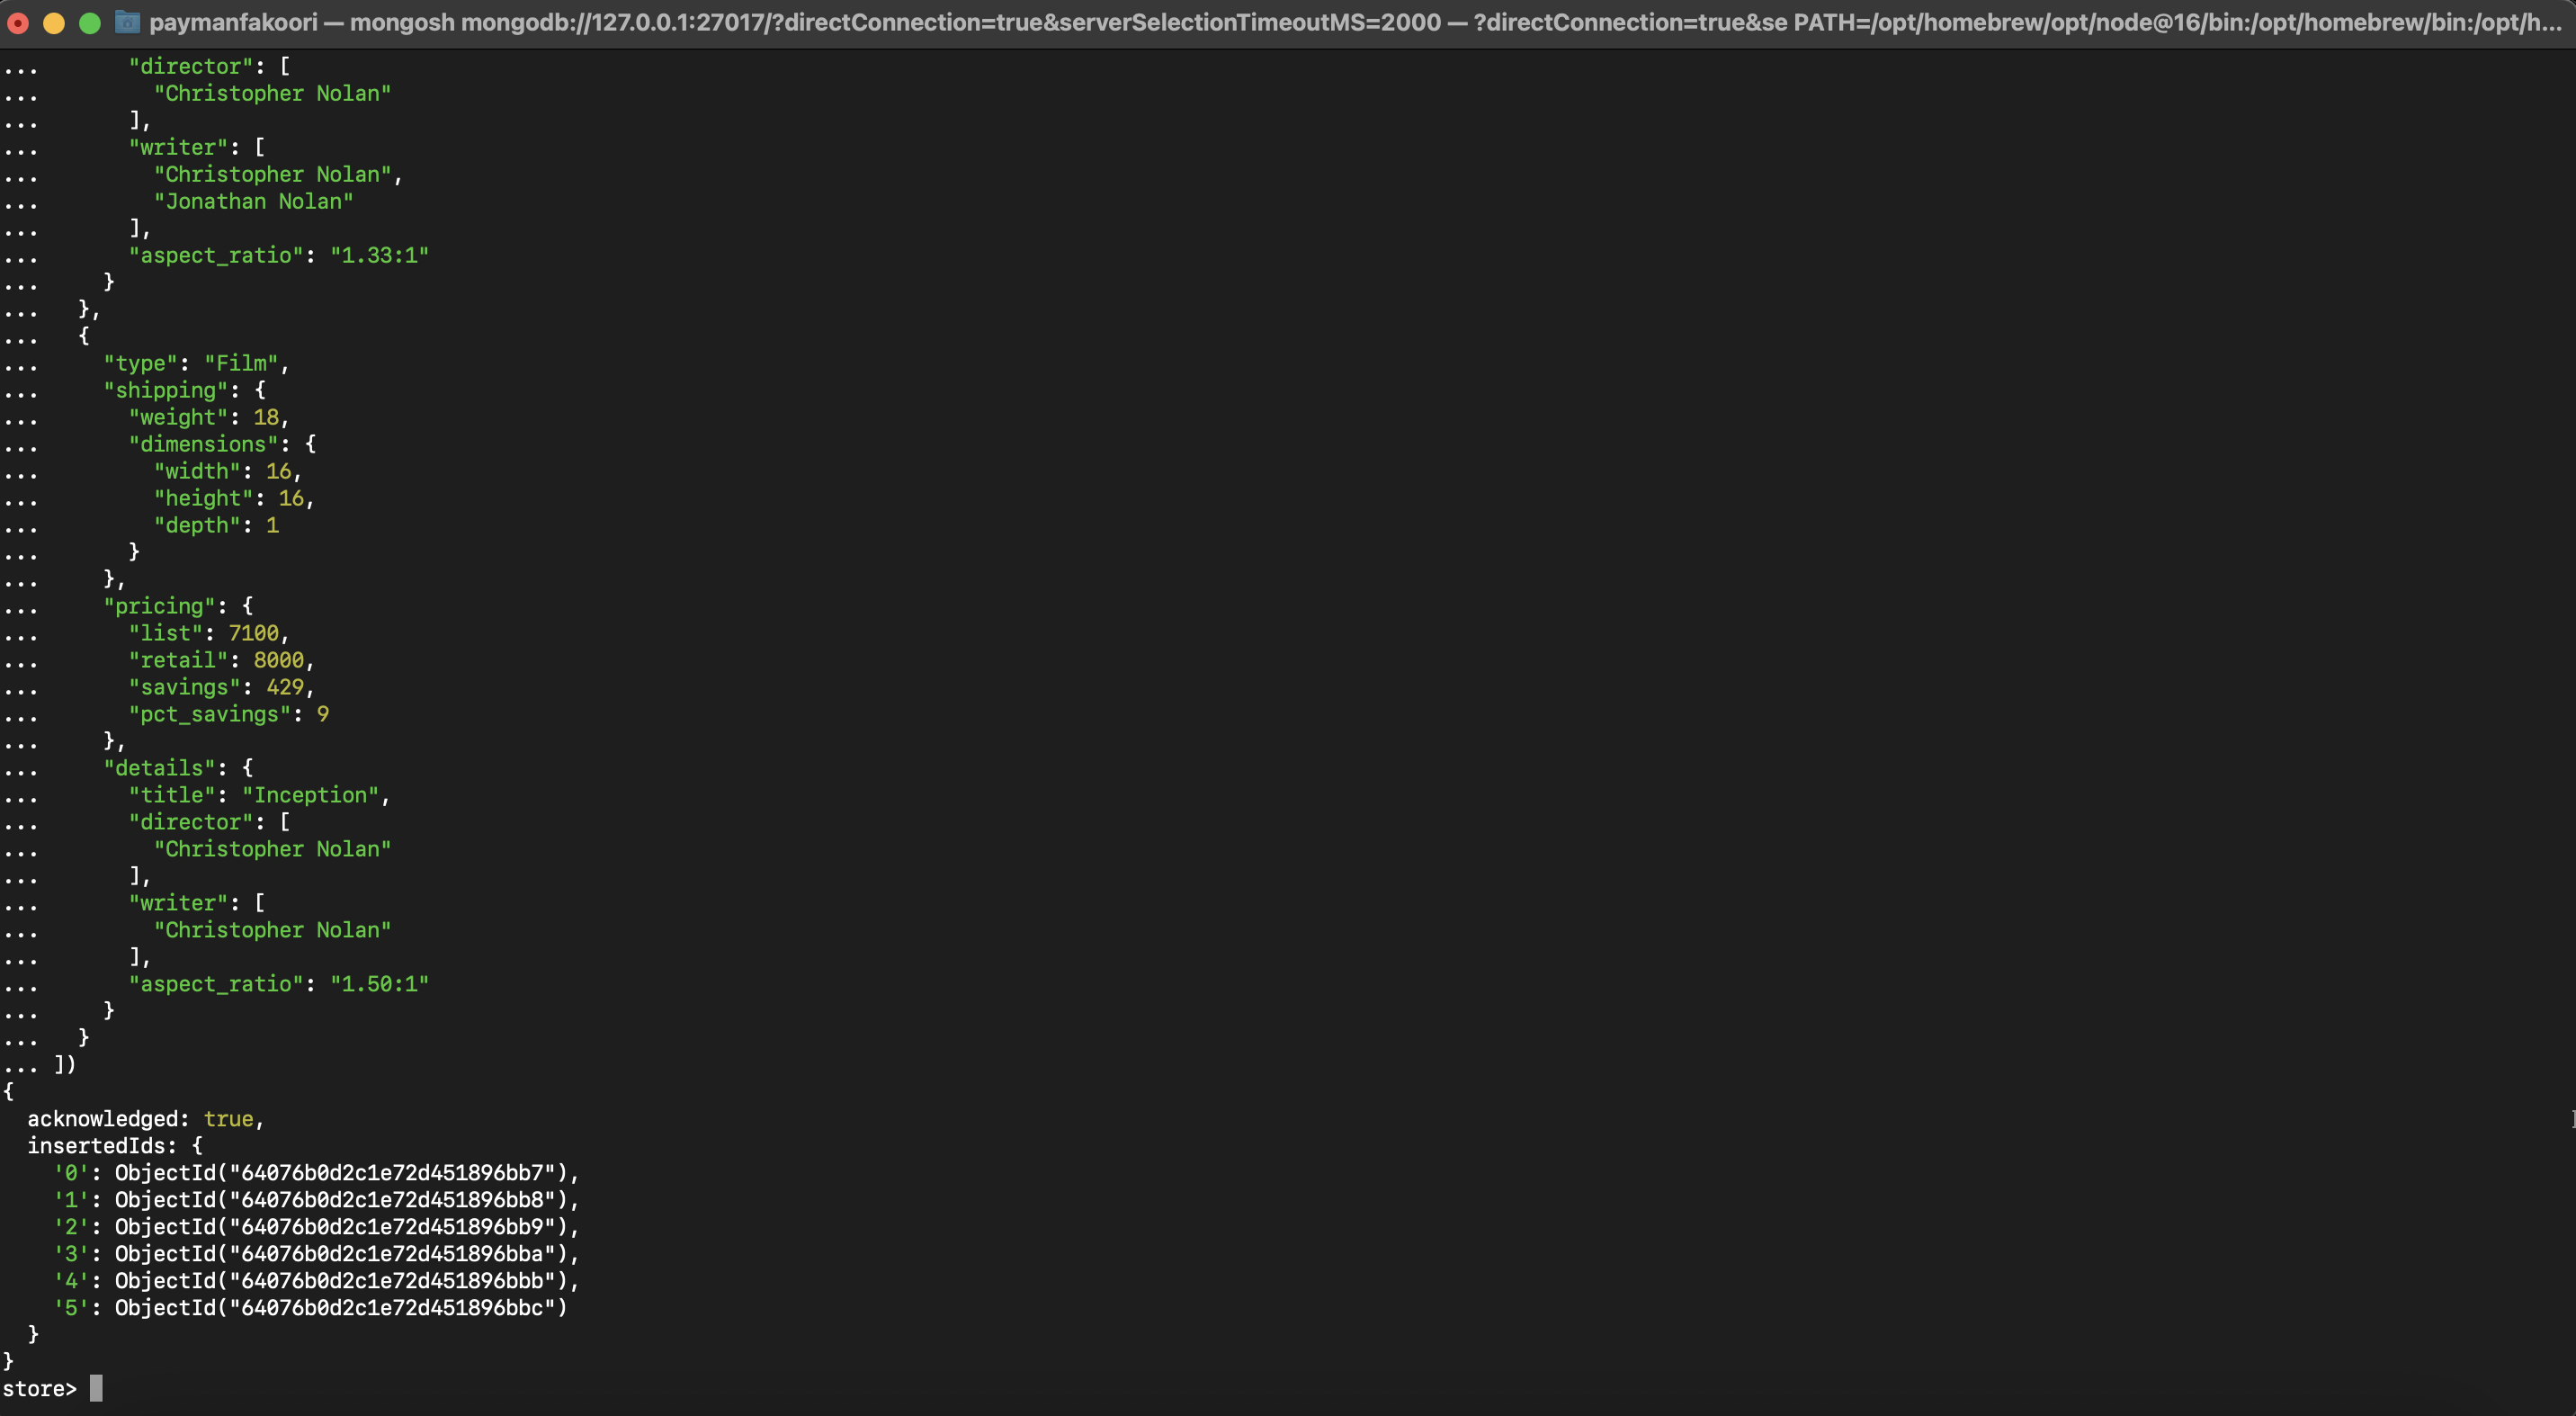 paymanfakoori — mongosh mongodb://127.0.0.1:27017/?directConnection=true&serverSelectionTimeoutMS=2000 — ?directConnection=true&se PATH=/opt/homebrew/opt/node@16/bin:/opt/homebrew/bin:/opt/h...
...       "director": [
...         "Christopher Nolan"
...       ],
...       "writer": [
...         "Christopher Nolan",
...         "Jonathan Nolan"
...       ],
...       "aspect_ratio": "1.33:1"
...     }
...   },
...   {
...     "type": "Film",
...     "shipping": {
...       "weight": 18,
...       "dimensions": {
...         "width": 16,
...         "height": 16,
...         "depth": 1
...       }
...     },
...     "pricing": {
...       "list": 7100,
...       "retail": 8000,
...       "savings": 429,
...       "pct_savings": 9
...     },
...     "details": {
...       "title": "Inception",
...       "director": [
...         "Christopher Nolan"
...       ],
...       "writer": [
...         "Christopher Nolan"
...       ],
...       "aspect_ratio": "1.50:1"
...     }
...   }
... ])
{
  acknowledged: true,
  insertedIds: {
    '0': ObjectId("64076b0d2c1e72d451896bb7"),
    '1': ObjectId("64076b0d2c1e72d451896bb8"),
    '2': ObjectId("64076b0d2c1e72d451896bb9"),
    '3': ObjectId("64076b0d2c1e72d451896bba"),
    '4': ObjectId("64076b0d2c1e72d451896bbb"),
    '5': ObjectId("64076b0d2c1e72d451896bbc")
  }
}
store>